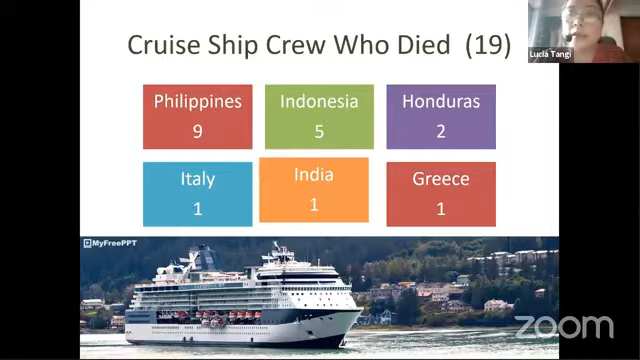 Cruise Ship Crew Who Died (19)
Lucia Tangi
Philippines
9
Indonesia
5
Honduras
2
Italy
1
India
1
Greece
1
MyFreePPT
zoom